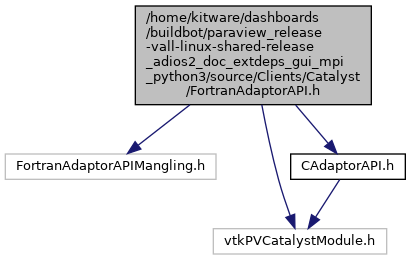 /home/kitware/dashboards
/buildbot/paraview_release
-vall-linux-shared-release
_adios2_doc_extdeps_gui_mpi
_python3/source/Clients/Catalyst
/FortranAdaptorAPI.h
FortranAdaptorAPIMangling.h
CAdaptorAPI.h
vtkPVCatalystModule.h